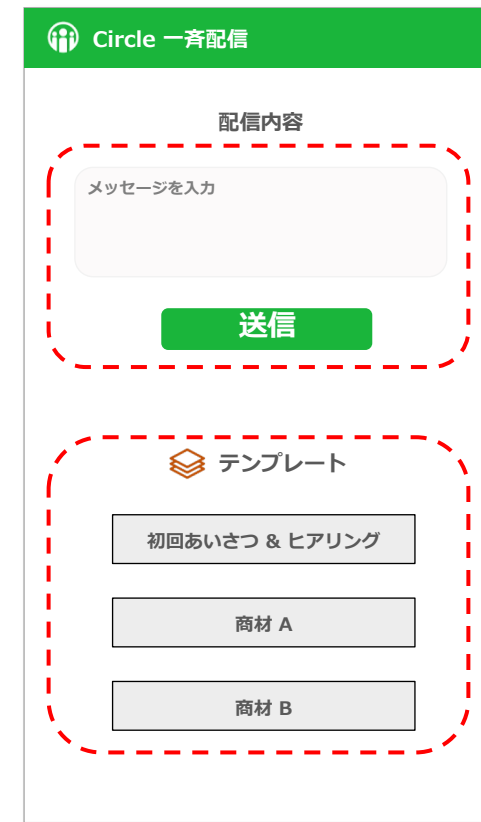 Circle 一斉配信
配信内容
メッセージを入力
送信
テンプレート
初回あいさつ & ヒアリング
商材 A
商材 B